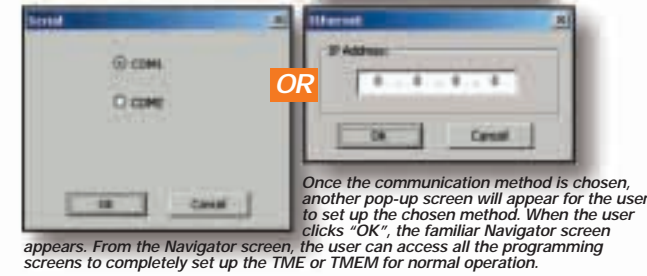 Serial
Ethernet
COM1
COM2
OR
IP Address:
0 . 0 . 0 . 0
OK Cancel
Ok Cancel
Once the communication method is chosen,
another pop-up screen will appear for the user
to set up the chosen method. When the user
clicks “OK”, the familiar Navigator screen
appears. From the Navigator screen, the user can access all the programming
screens to completely set up the TME or TMEM for normal operation.